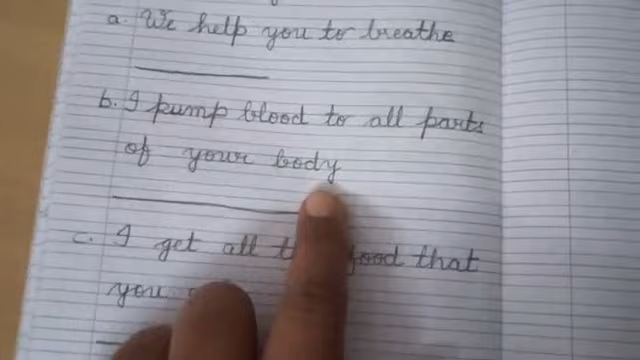 a. We help you to breathe
b. I pump blood to all parts
of your body
c. I get all food that
you